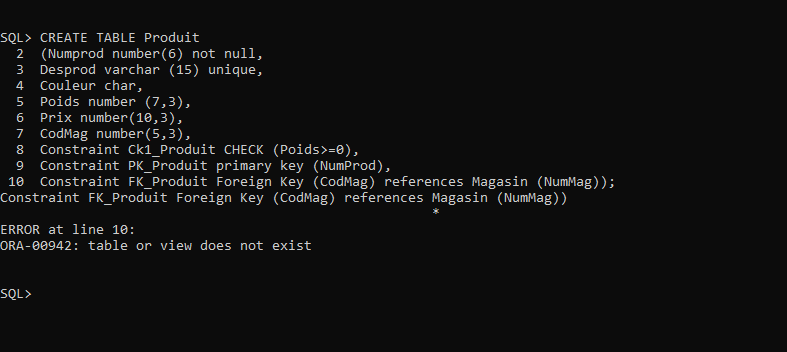 SQL> CREATE TABLE Produit
2 (Numprod number(6) not null,
3 Desprod varchar (15) unique,
4 Couleur char,
5 Poids number (7,3),
6 Prix number(10,3),
7 CodMag number(5,3),
8 Constraint Ck1_Produit CHECK (Poids>=0),
9 Constraint PK_Produit primary key (NumProd),
10 Constraint FK_Produit Foreign Key (CodMag) references Magasin (NumMag));
Constraint FK_Produit Foreign Key (CodMag) references Magasin (NumMag))
*
ERROR at line 10:
ORA-00942: table or view does not exist
SQL>